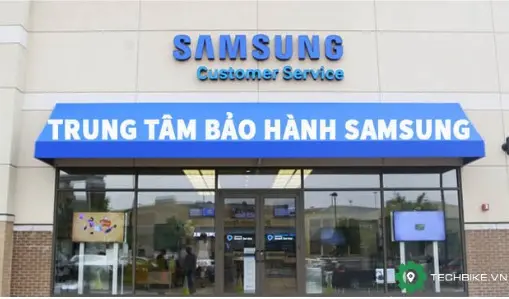 SAMSUNG
Customer Service
TRUNG TÂM BẢO HÀNH SAMSUNG
TECHBIKE.VN